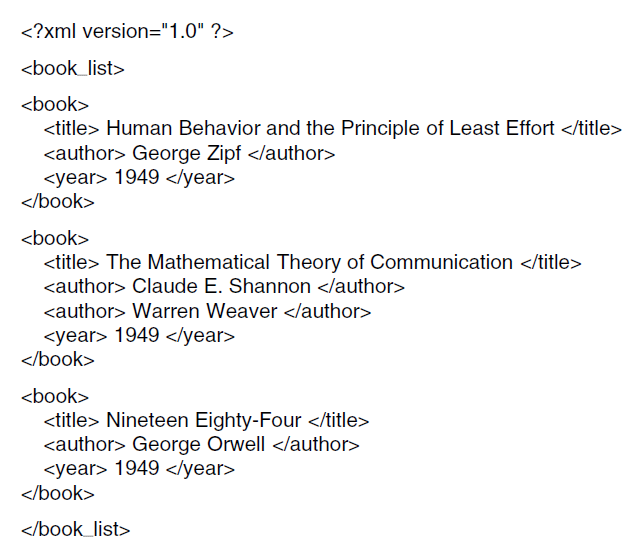 <?xml version="1.0" ?>
<book_list>
<book>
<title> Human Behavior and the Principle of Least Effort </title>
<author> George Zipf </author>
<year> 1949 </year>
</book>
<book>
<title> The Mathematical Theory of Communication </title>
<author> Claude E. Shannon </author>
<author> Warren Weaver </author>
<year> 1949 </year>
</book>
<book>
<title> Nineteen Eighty-Four </title>
<author> George Orwell </author>
<year> 1949 </year>
</book>
</book_list>